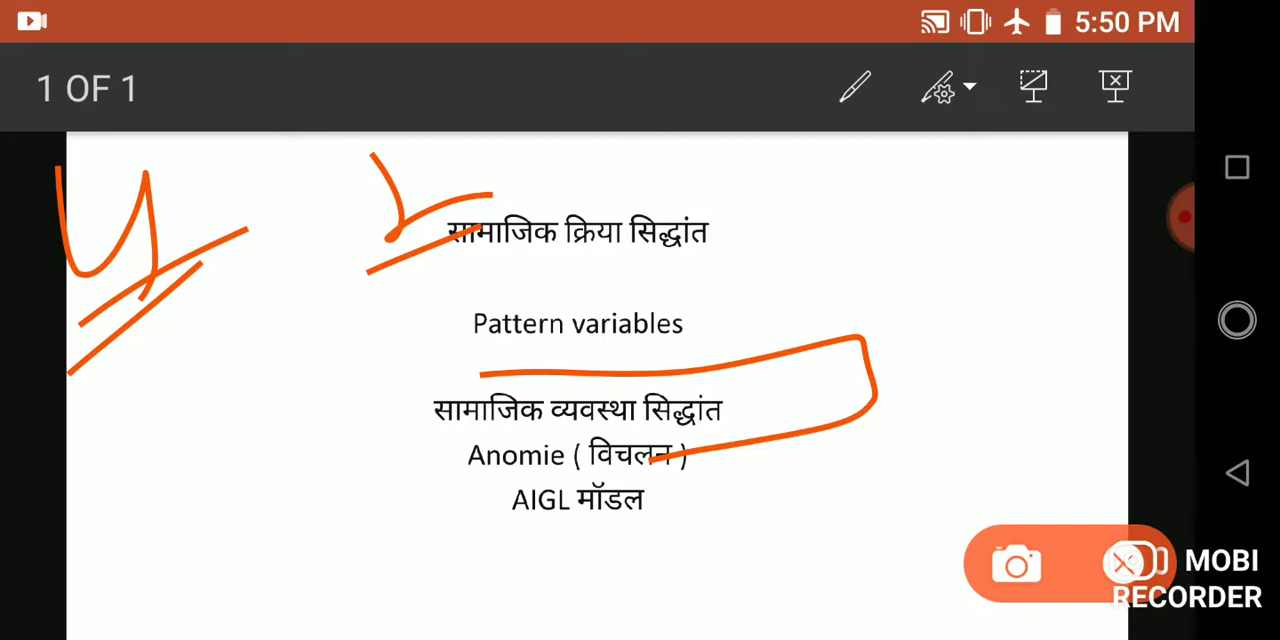 5:50 PM
1 OF 1
सामाजिक क्रिया सिद्धांत
Pattern variables
सामाजिक व्यवस्था सिद्धांत
Anomie ( विचलन )
AIGL मॉडल
MOBI
RECORDER